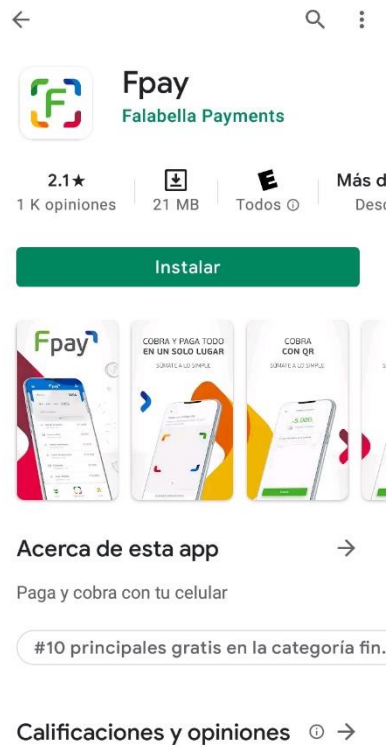 Fpay
Falabella Payments
2.1★
1 K opiniones
21 MB
E
Todos
Más d
Desc
Instalar
Fpay
COBRA Y PAGA TODO
EN UN SOLO LUGAR
SÚMATE A LO SIMPLE
COBRA
CON QR
SÚMATE A LO SIMPLE
Acerca de esta app
Paga y cobra con tu celular
#10 principales gratis en la categoría fin.
Calificaciones y opiniones